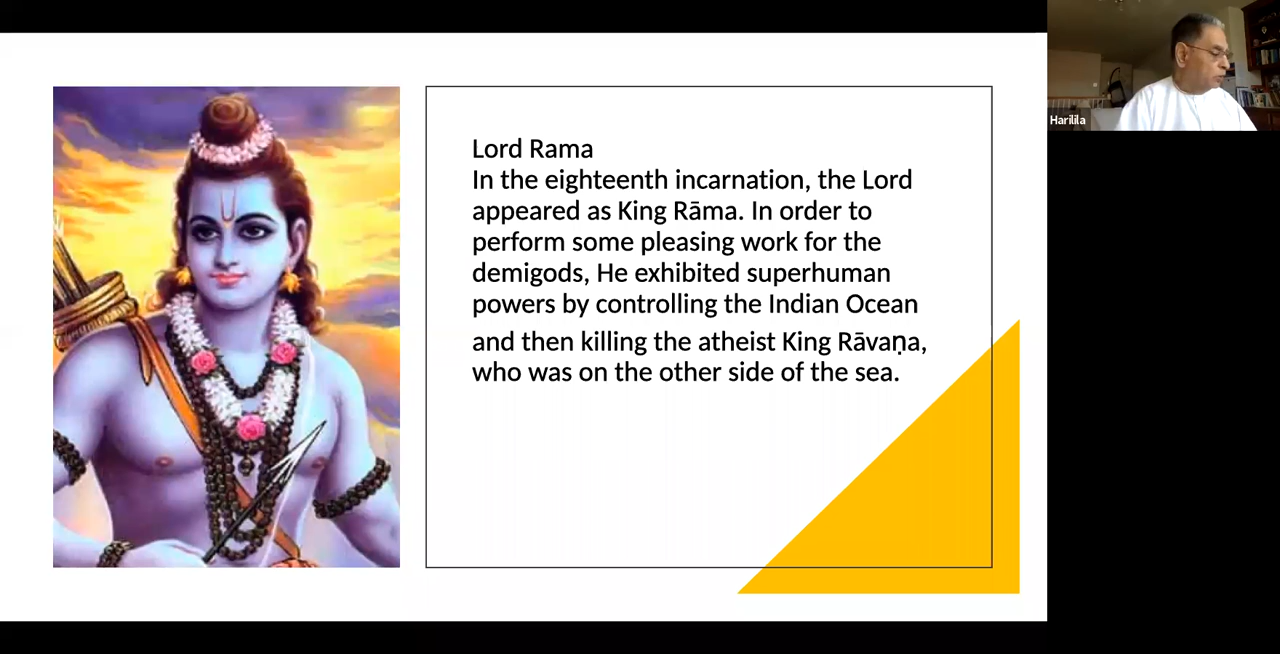 Lord Rama
In the eighteenth incarnation, the Lord
appeared as King Rāma. In order to
perform some pleasing work for the
demigods, He exhibited superhuman
powers by controlling the Indian Ocean
and then killing the atheist King Rāvaṇa,
who was on the other side of the sea.
Harilila